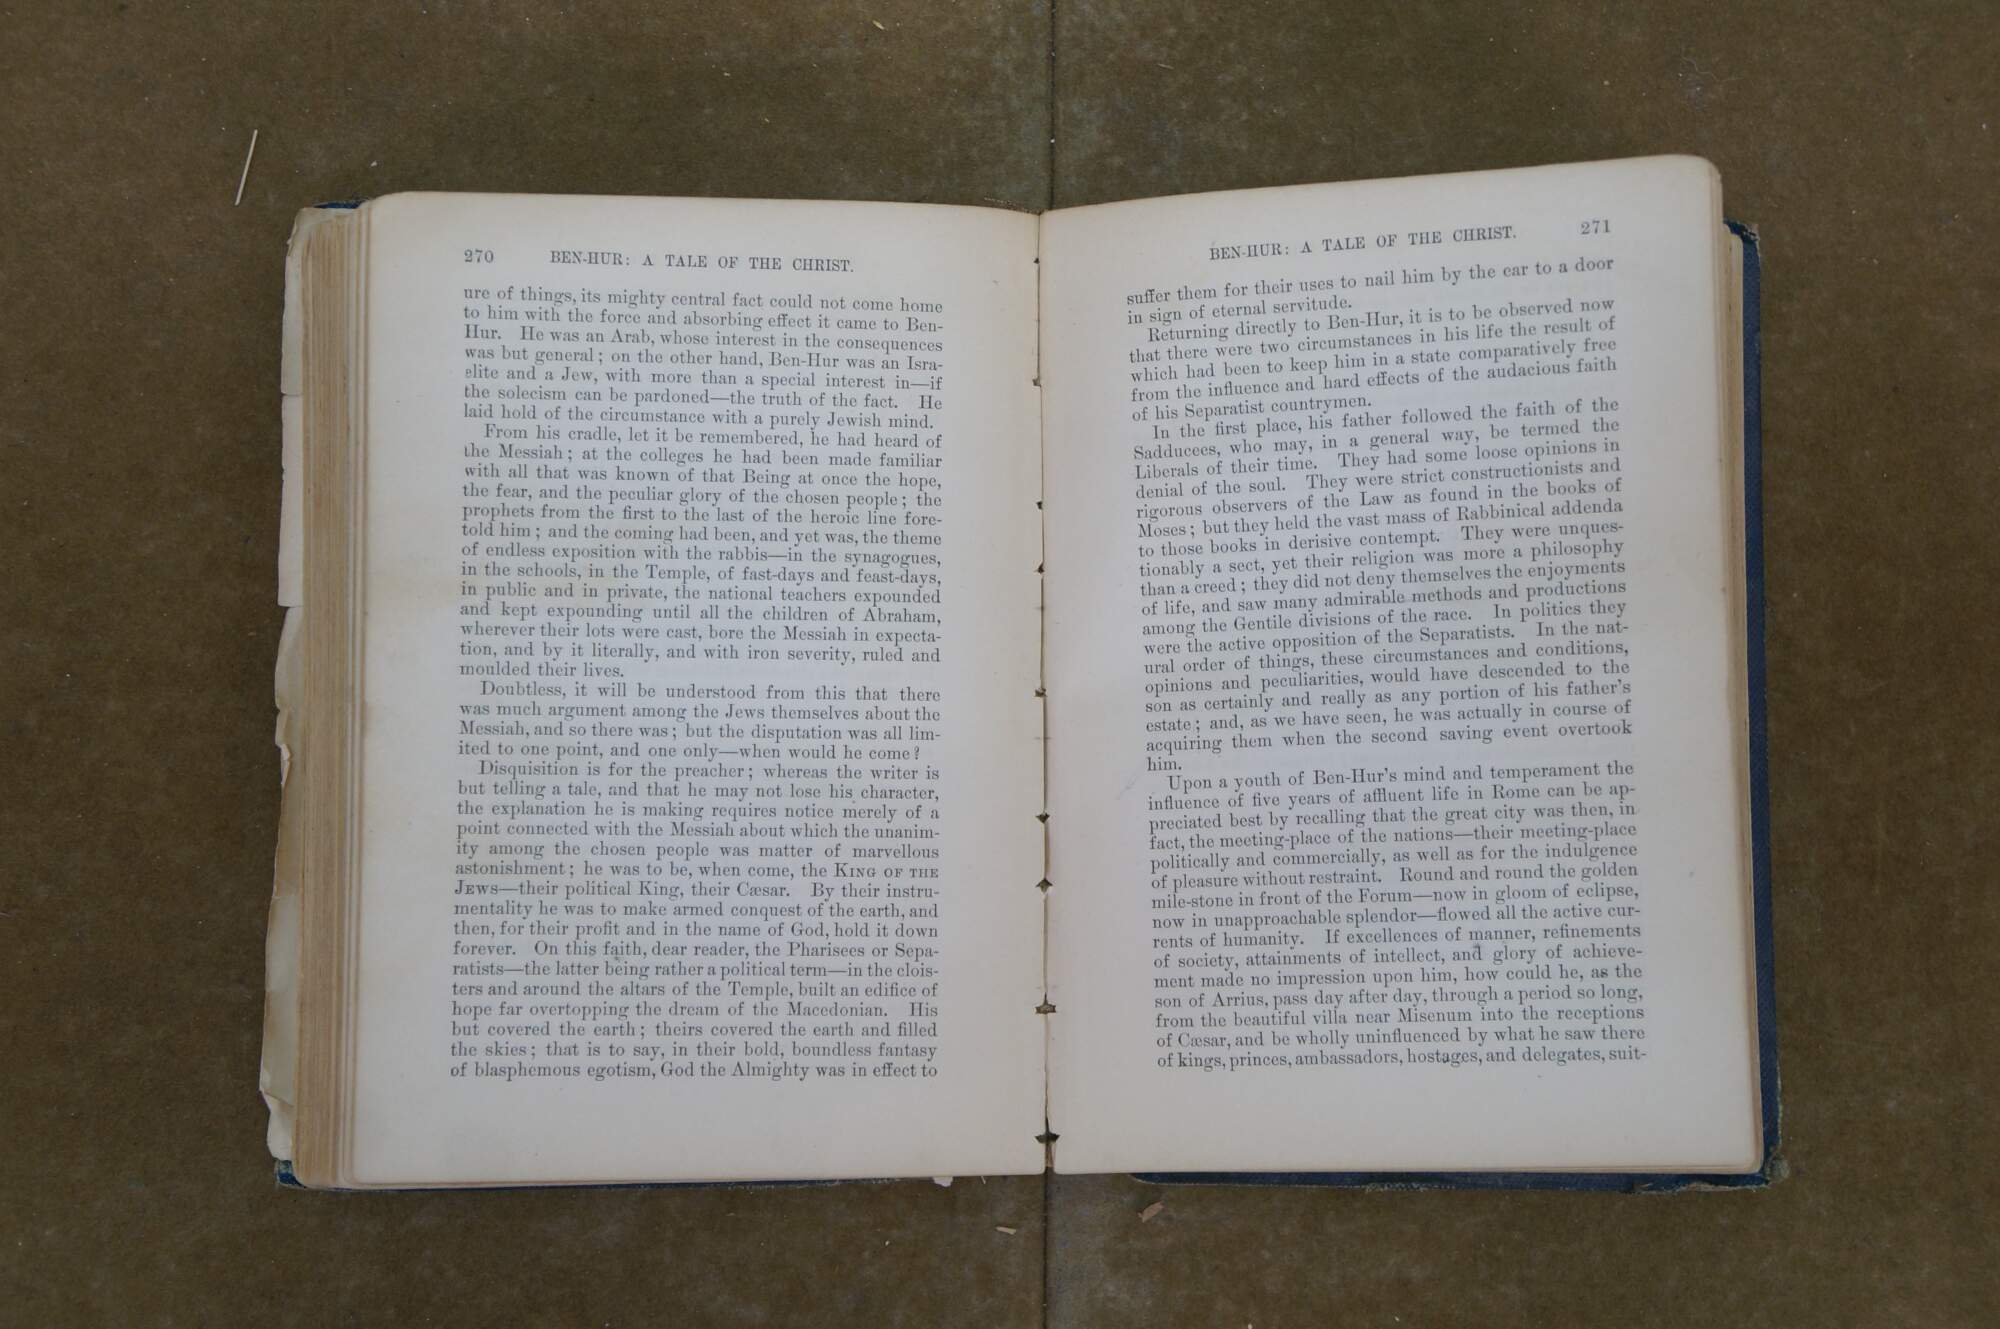 270 BEN-HUR: A TALE OF THE CHRIST.
ure of things, its mighty central fact could not come home
to him with the force and absorbing effect it came to Ben-
Hur. He was an Arab, whose interest in the consequences
was but general; on the other hand, Ben-Hur was an Isra-
elite and a Jew, with more than a special interest in—if
the solecism can be pardoned—the truth of the fact. He
laid hold of the circumstance with a purely Jewish mind.
From his cradle, let it be remembered, he had heard of
the Messiah; at the colleges he had been made familiar
with all that was known of that Being at once the hope,
the fear, and the peculiar glory of the chosen people; the
prophets from the first to the last of the heroic line fore-
told him; and the coming had been, and yet was, the theme
of endless exposition with the rabbis—in the synagogues,
in the schools, in the Temple, of fast-days and feast-days,
in public and in private, the national teachers expounded
and kept expounding until all the children of Abraham,
wherever their lots were cast, bore the Messiah in expecta-
tion, and by it literally, and with iron severity, ruled and
moulded their lives.
Doubtless, it will be understood from this that there
was much argument among the Jews themselves about the
Messiah, and so there was; but the disputation was all lim-
ited to one point, and one only—when would he come?
Disquisition is for the preacher; whereas the writer is
but telling a tale, and that he may not lose his character,
the explanation he is making requires notice merely of a
point connected with the Messiah about which the unanim-
ity among the chosen people was matter of marvellous
astonishment; he was to be, when come, the KING OF THE
JEWS—their political King, their Cæsar. By their instru-
mentality he was to make armed conquest of the earth, and
then, for their profit and in the name of God, hold it down
forever. On this faith, dear reader, the Pharisees or Sepa-
ratists—the latter being rather a political term—in the clois-
ters and around the altars of the Temple, built an edifice of
hope far overtopping the dream of the Macedonian. His
but covered the earth; theirs covered the earth and filled
the skies; that is to say, in their bold, boundless fantasy
of blasphemous egotism, God the Almighty was in effect to
BEN-HUR: A TALE OF THE CHRIST. 271
suffer them for their uses to nail him by the ear to a door
in sign of eternal servitude.
Returning directly to Ben-Hur, it is to be observed now
that there were two circumstances in his life the result of
which had been to keep him in a state comparatively free
from the influence and hard effects of the audacious faith
of his Separatist countrymen.
In the first place, his father followed the faith of the
Sadducees, who may, in a general way, be termed the
Liberals of their time. They had some loose opinions in
denial of the soul. They were strict constructionists and
rigorous observers of the Law as found in the books of
Moses; but they held the vast mass of Rabbinical addenda
to those books in derisive contempt. They were unques-
tionably a sect, yet their religion was more a philosophy
than a creed; they did not deny themselves the enjoyments
of life, and saw many admirable methods and productions
among the Gentile divisions of the race. In politics they
were the active opposition of the Separatists. In the nat-
ural order of things, these circumstances and conditions,
opinions and peculiarities, would have descended to the
son as certainly and really as any portion of his father's
estate; and, as we have seen, he was actually in course of
acquiring them when the second saving event overtook
him.
Upon a youth of Ben-Hur's mind and temperament the
influence of five years of affluent life in Rome can be ap-
preciated best by recalling that the great city was then, in
fact, the meeting-place of the nations—their meeting-place
politically and commercially, as well as for the indulgence
of pleasure without restraint. Round and round the golden
mile-stone in front of the Forum—now in gloom of eclipse,
now in unapproachable splendor—flowed all the active cur-
rents of humanity. If excellences of manner, refinements
of society, attainments of intellect, and glory of achieve-
ment made no impression upon him, how could he, as the
son of Arrius, pass day after day, through a period so long,
from the beautiful villa near Misenum into the receptions
of Cæsar, and be wholly uninfluenced by what he saw there
of kings, princes, ambassadors, hostages, and delegates, suit-